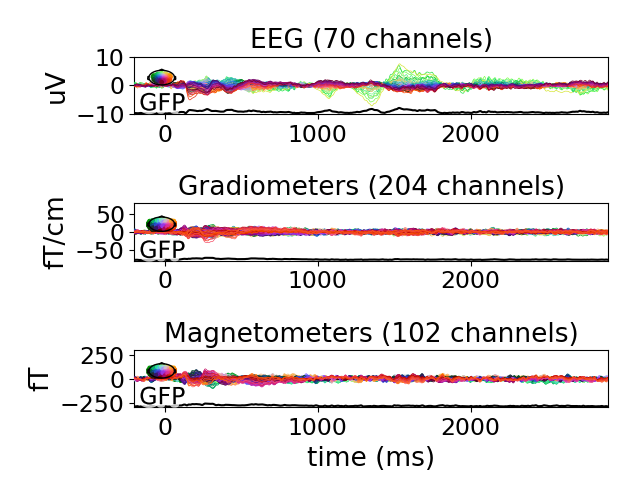 EEG (70 channels)
10
0
−10
uV
GFP
0 1000 2000
Gradiometers (204 channels)
50
0
−50
fT/cm
GFP
0 1000 2000
Magnetometers (102 channels)
250
0
−250
fT
GFP
0 1000 2000
time (ms)